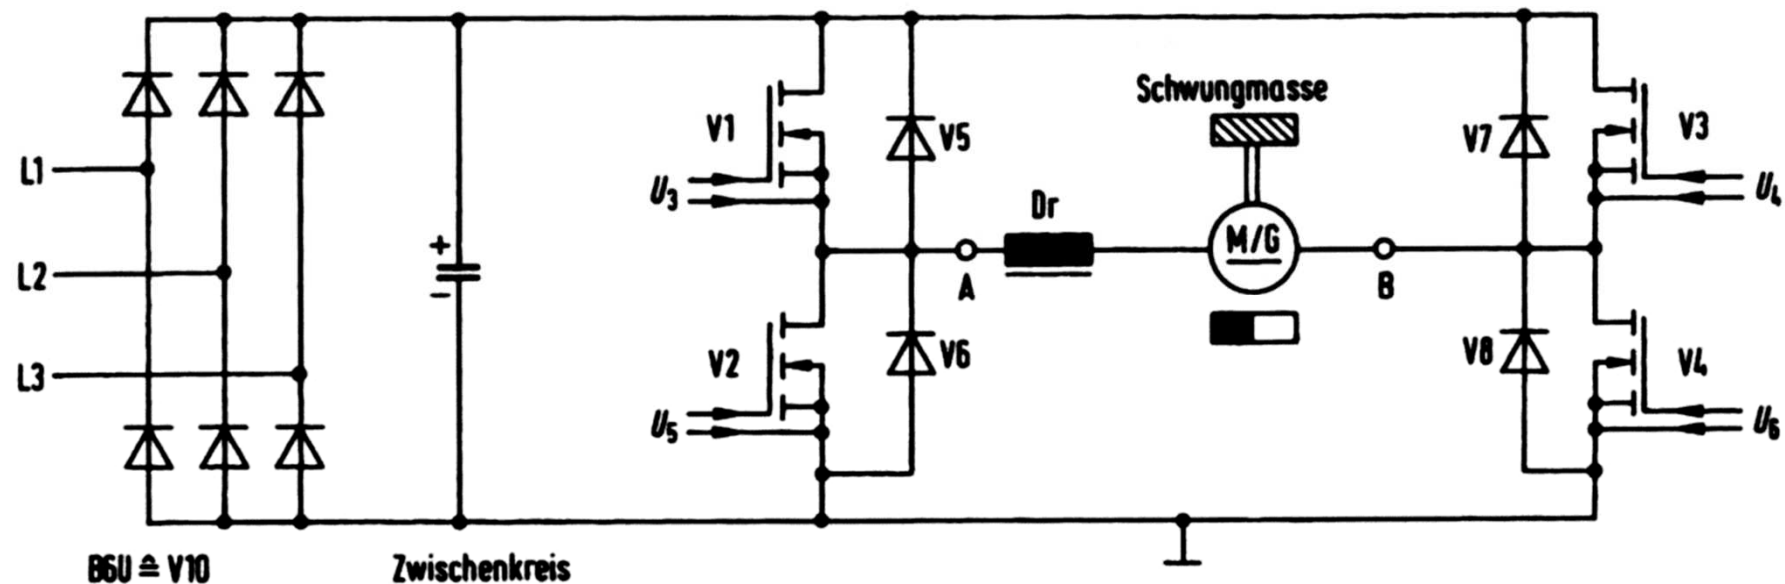 Schwungmasse
V1
V5
V7
V3
L1
U3
Dr
M/G
U4
A
B
L2
+
−
V2
V6
V8
V4
L3
U5
U6
B6U ≙ V10
Zwischenkreis